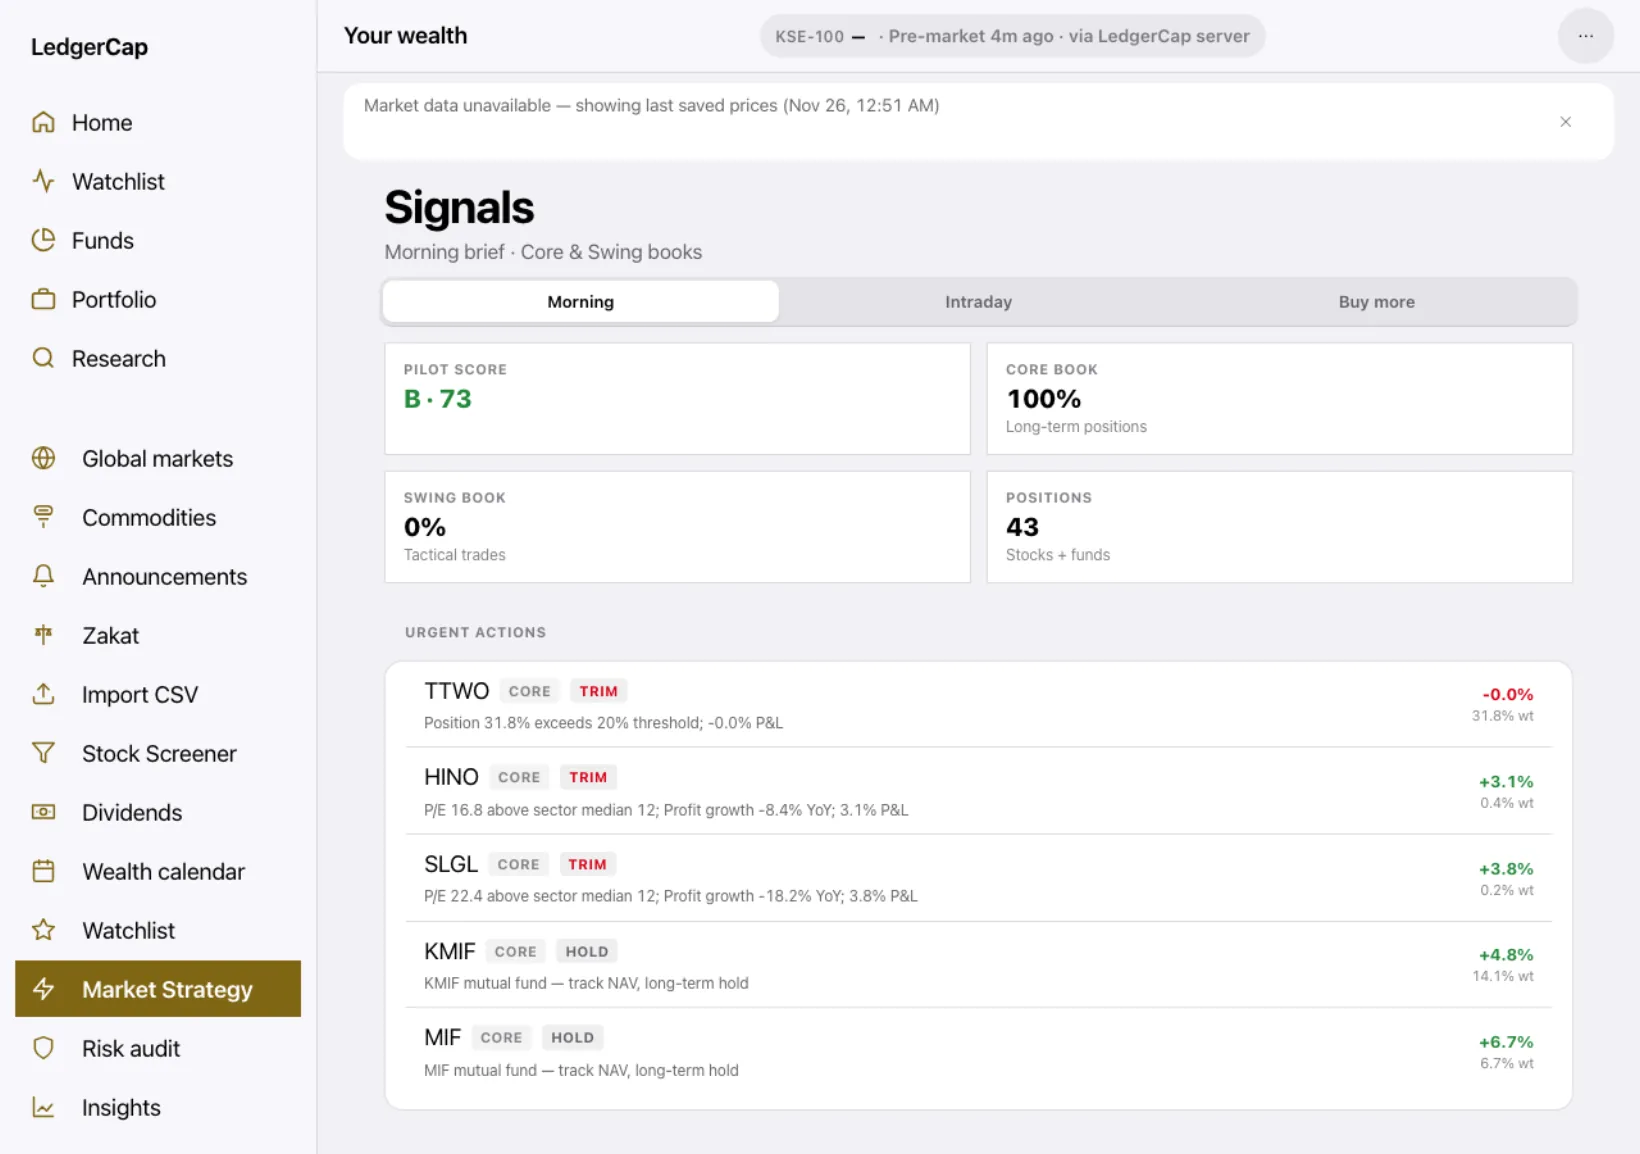 LedgerCap
Home
Watchlist
Funds
Portfolio
Research
Global markets
Commodities
Announcements
Zakat
Import CSV
Stock Screener
Dividends
Wealth calendar
Watchlist
Market Strategy
Risk audit
Insights
Your wealth
KSE-100 — · Pre-market 4m ago · via LedgerCap server
...
Market data unavailable — showing last saved prices (Nov 26, 12:51 AM)
Signals
Morning brief · Core & Swing books
Morning Intraday Buy more
PILOT SCORE
B · 73
CORE BOOK
100%
Long-term positions
SWING BOOK
0%
Tactical trades
POSITIONS
43
Stocks + funds
URGENT ACTIONS
TTWO CORE TRIM
Position 31.8% exceeds 20% threshold; -0.0% P&L
-0.0%
31.8% wt
HINO CORE TRIM
P/E 16.8 above sector median 12; Profit growth -8.4% YoY; 3.1% P&L
+3.1%
0.4% wt
SLGL CORE TRIM
P/E 22.4 above sector median 12; Profit growth -18.2% YoY; 3.8% P&L
+3.8%
0.2% wt
KMIF CORE HOLD
KMIF mutual fund — track NAV, long-term hold
+4.8%
14.1% wt
MIF CORE HOLD
MIF mutual fund — track NAV, long-term hold
+6.7%
6.7% wt